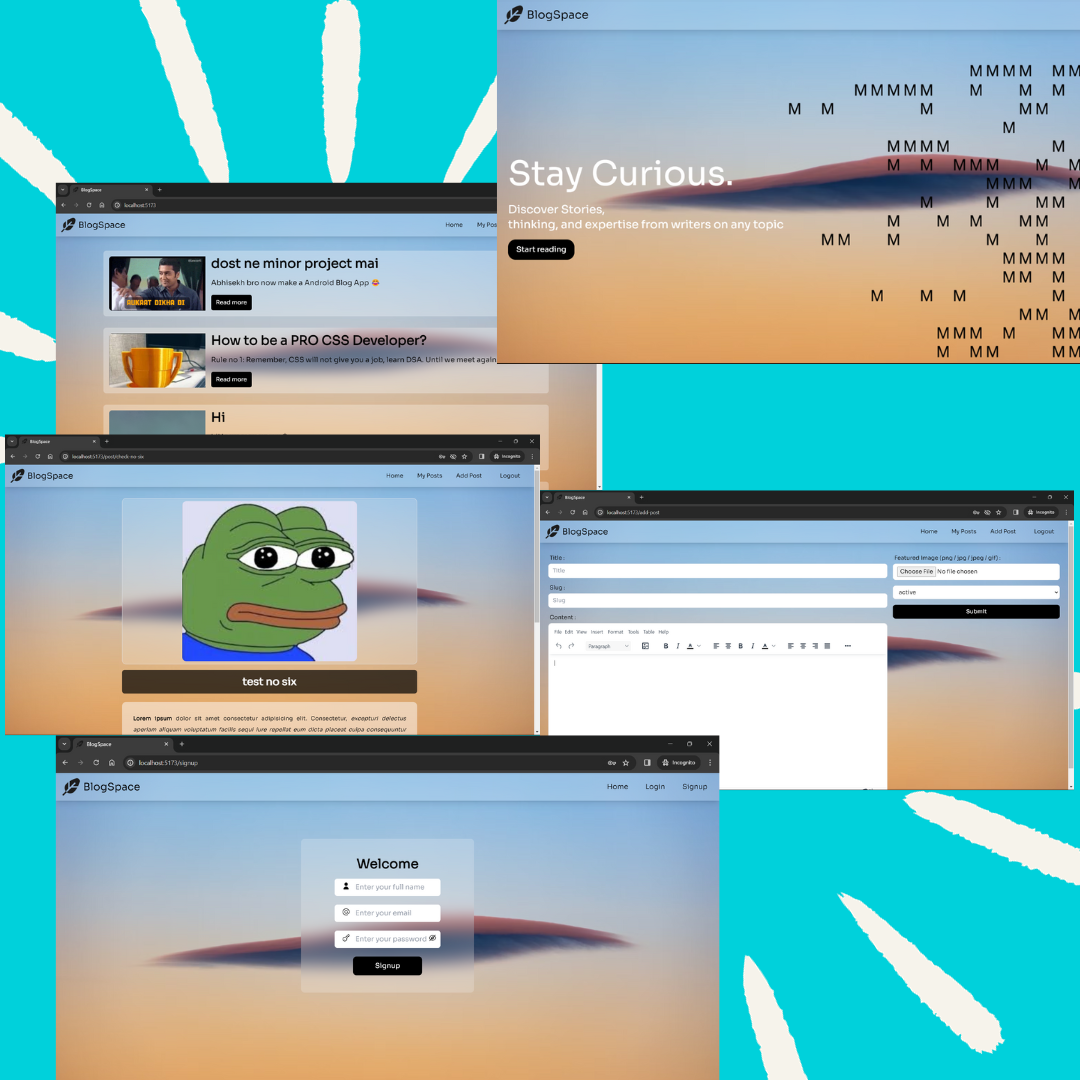 BlogSpace
M M M M M M
M M M M M M M M M
M M M M M
M
M M M M M
M M M M M M M
M M M M M
M M M
Stay Curious.
Discover Stories,
thinking, and expertise from writers on any topic
Start reading
M M M M M
M M M M M
M M M M
M M M
M M M M
M M
M M M M M
M M M M
BlogSpace
localhost:5173
BlogSpace
Home My Pos
AUKAAT DIKHA DI
dost ne minor project mai
Abhisekh bro now make a Android Blog App
Read more
How to be a PRO CSS Developer?
Rule no 1: Remember, CSS will not give you a job, learn DSA. Until we meet again
Read more
Hi
BlogSpace
localhost:5173/post/check-no-six
Incognito
BlogSpace
Home My Posts Add Post Logout
test no six
Lorem ipsum dolor sit amet consectetur adipisicing elit. Consectetur, excepturi delectus
aperiam aliquam voluptatum facilis sequi iure repellat eum dicta placeat culpa consequuntur
BlogSpace
localhost:5173/add-post
Incognito
BlogSpace
Home My Posts Add Post Logout
Title :
Title
Slug :
Slug
Content :
File Edit View Insert Format Tools Table Help
Paragraph B I A B I A
Featured Image (png / jpg / jpeg / gif) :
Choose File No file chosen
active
Submit
BlogSpace
localhost:5173/signup
Incognito
BlogSpace
Home Login Signup
Welcome
Enter your full name
Enter your email
Enter your password
Signup